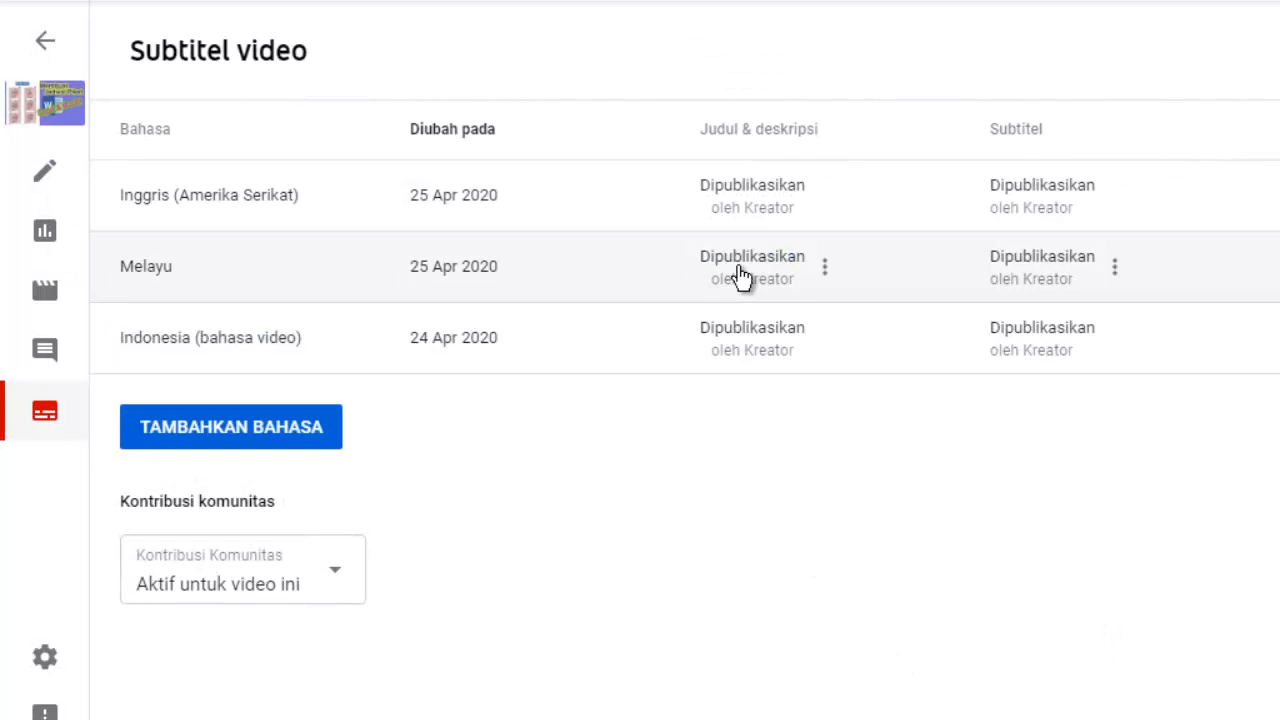 Subtitel video
Bahasa Diubah pada Judul & deskripsi Subtitel
Inggris (Amerika Serikat) 25 Apr 2020 Dipublikasikan Dipublikasikan
oleh Kreator oleh Kreator
Melayu 25 Apr 2020 Dipublikasikan Dipublikasikan
oleh Kreator oleh Kreator
Indonesia (bahasa video) 24 Apr 2020 Dipublikasikan Dipublikasikan
oleh Kreator oleh Kreator
TAMBAHKAN BAHASA
Kontribusi komunitas
Kontribusi Komunitas
Aktif untuk video ini